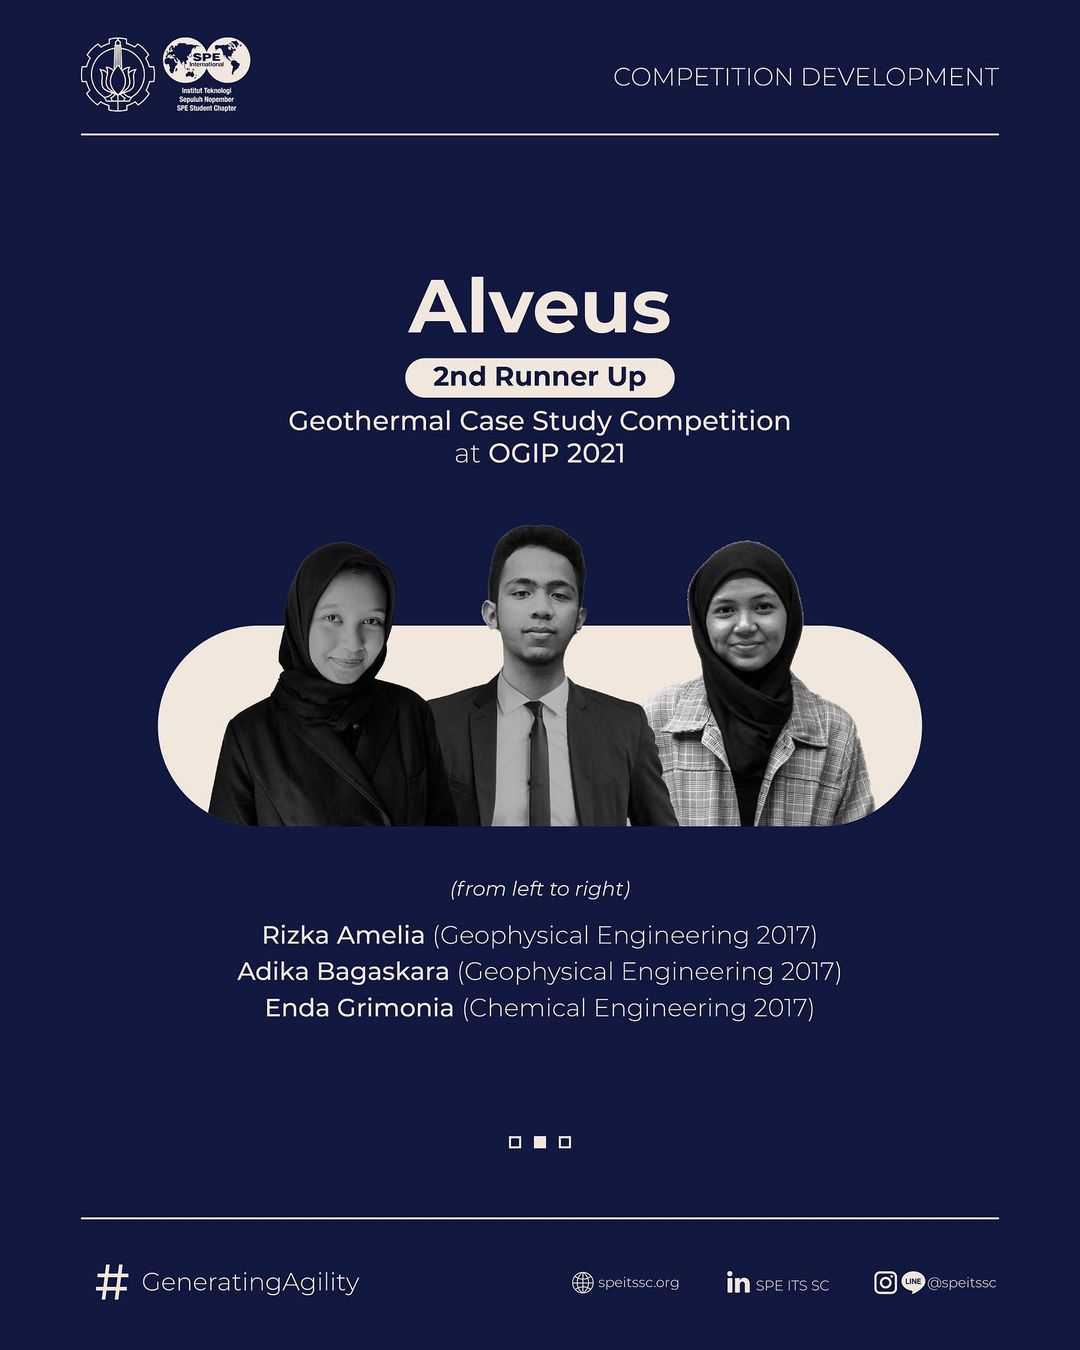 SPE
International
Institut Teknologi
Sepuluh Nopember
SPE Student Chapter
COMPETITION DEVELOPMENT
Alveus
2nd Runner Up
Geothermal Case Study Competition
at OGIP 2021
(from left to right)
Rizka Amelia (Geophysical Engineering 2017)
Adika Bagaskara (Geophysical Engineering 2017)
Enda Grimonia (Chemical Engineering 2017)
# GeneratingAgility
speitssc.org
in SPE ITS SC
LINE @speitssc